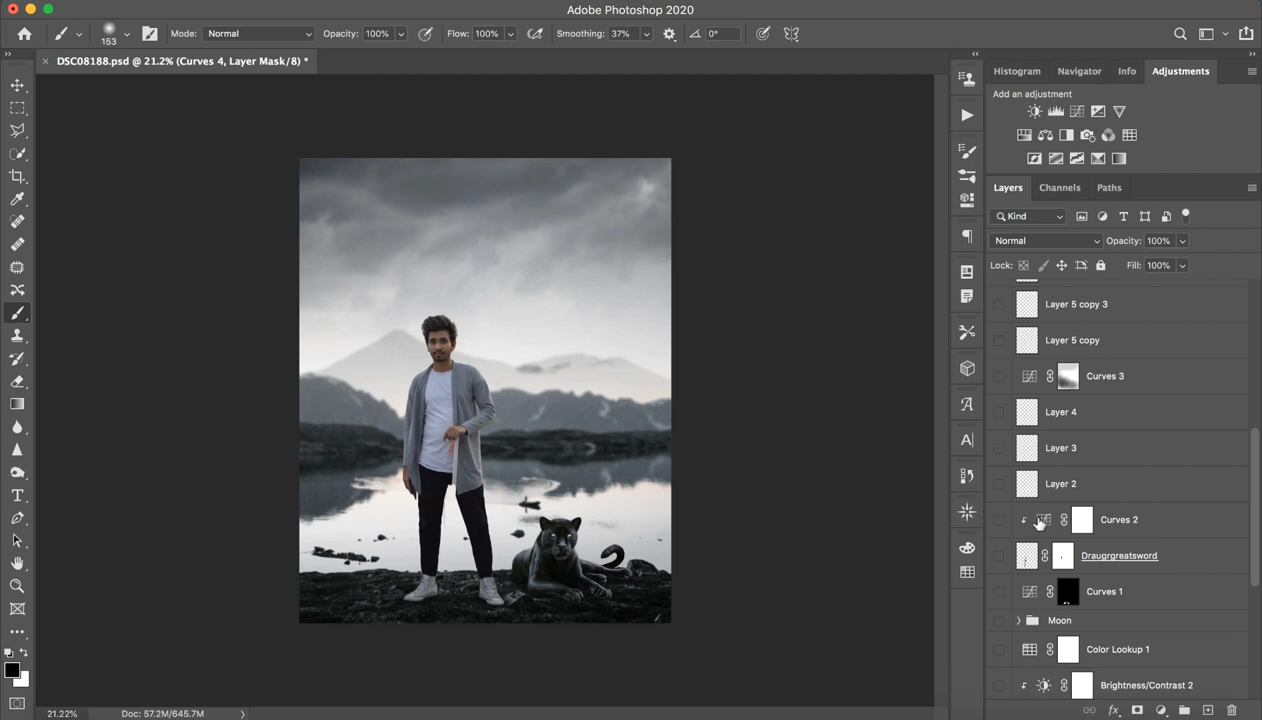 Adobe Photoshop 2020
153
Mode: Normal
Opacity: 100%
Flow: 100%
Smoothing: 37%
0°
DSC08188.psd @ 21.2% (Curves 4, Layer Mask/8) *
Histogram
Navigator
Info
Adjustments
Add an adjustment
Layers
Channels
Paths
Kind
Normal
Opacity: 100%
Lock:
Fill: 100%
Layer 5 copy 3
Layer 5 copy
Curves 3
Layer 4
Layer 3
Layer 2
Curves 2
Draugrgreatsword
Curves 1
Moon
Color Lookup 1
Brightness/Contrast 2
21.22%
Doc: 57.2M/645.7M